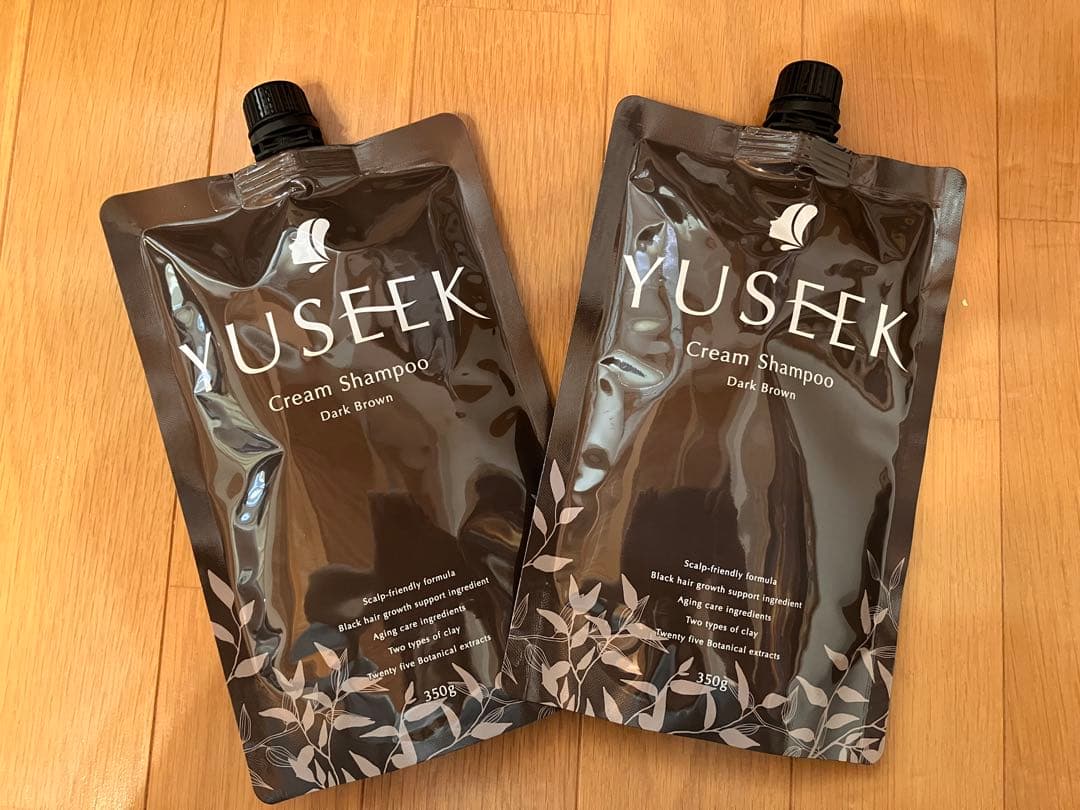 YUSEEK
Cream Shampoo
Dark Brown
Scalp-friendly formula
Black hair growth support ingredient
Aging care ingredients
Two types of clay
Twenty five Botanical extracts
350g
YUSEEK
Cream Shampoo
Dark Brown
Scalp-friendly formula
Black hair growth support ingredient
Aging care ingredients
Two types of clay
Twenty five Botanical extracts
350g